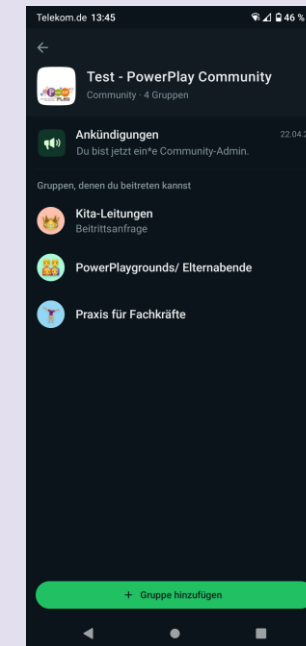 Telekom.de 13:45 46 %
Test - PowerPlay Community
Community · 4 Gruppen
Ankündigungen 22.04.2
Du bist jetzt ein*e Community-Admin.
Gruppen, denen du beitreten kannst
Kita-Leitungen
Beitrittsanfrage
PowerPlaygrounds/ Elternabende
Praxis für Fachkräfte
+ Gruppe hinzufügen